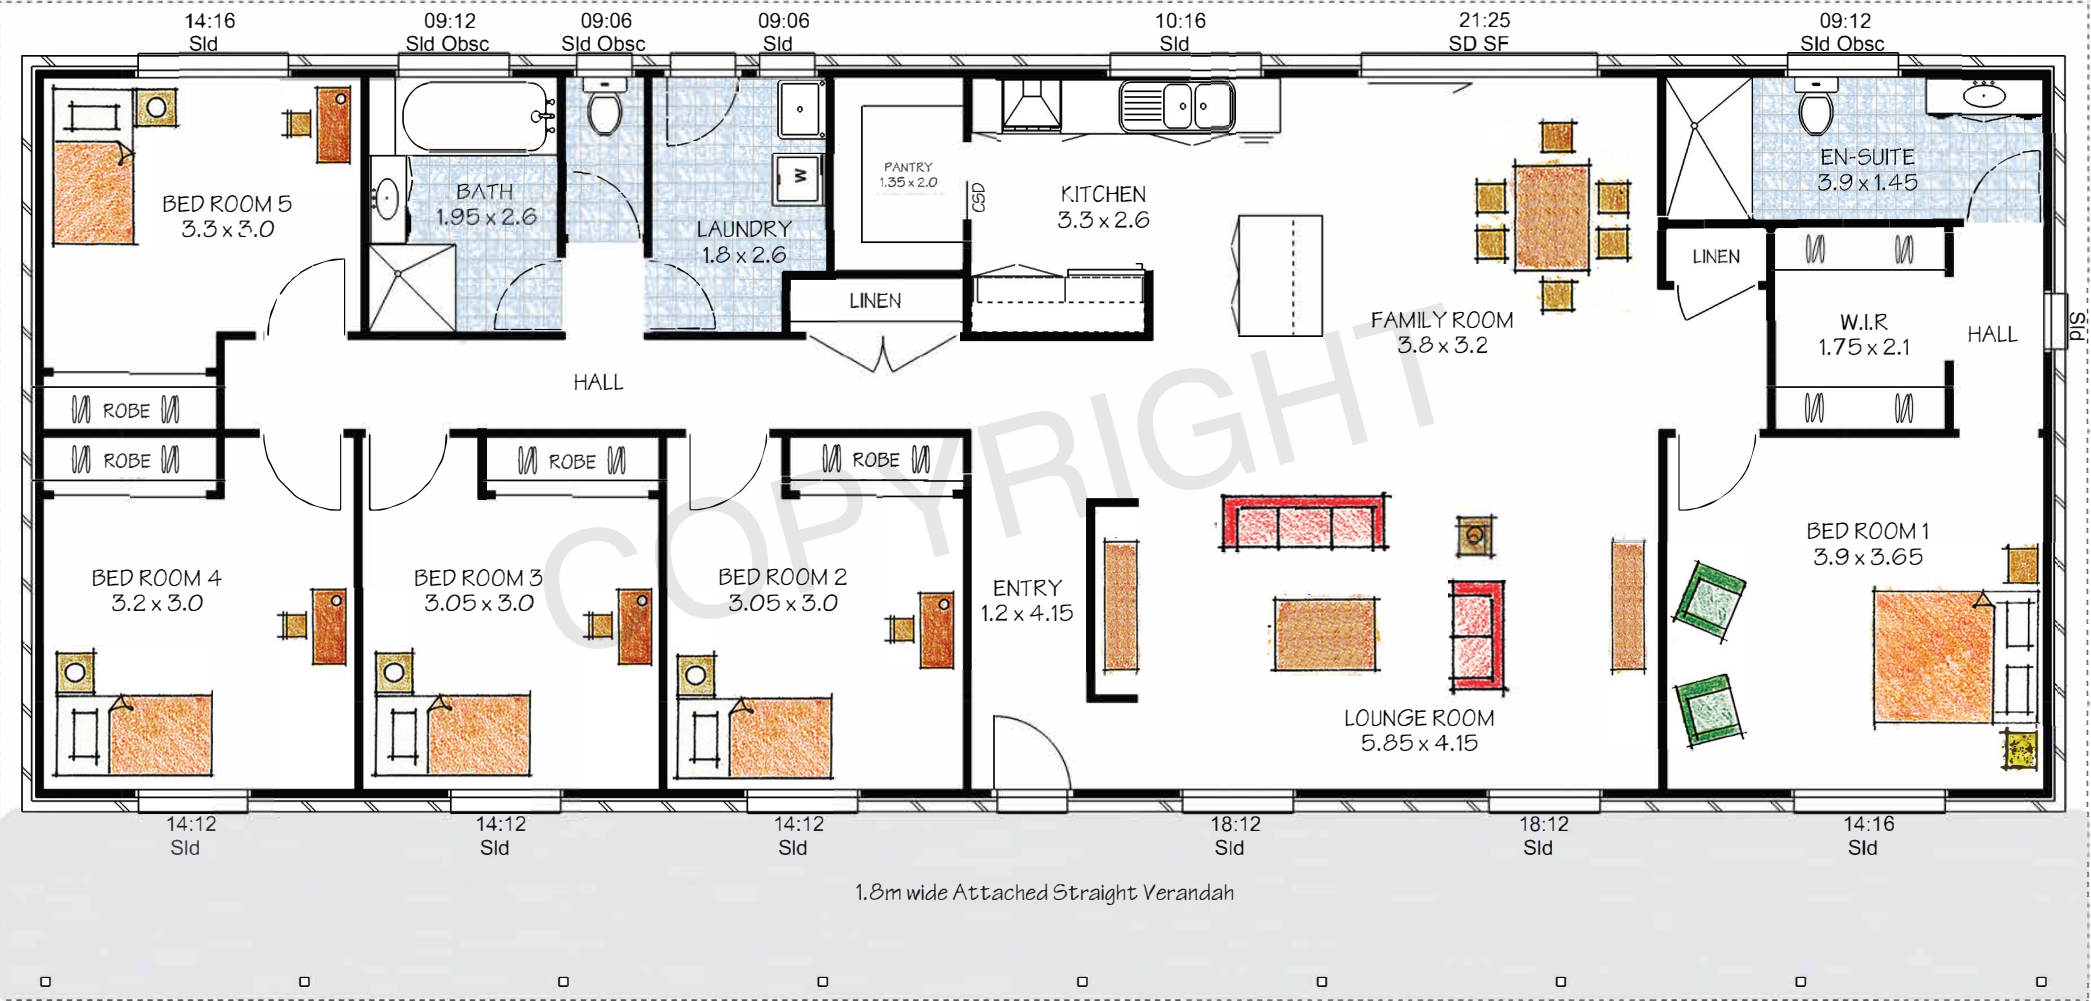 14:16
Sld
09:12
Sld Obsc
09:06
Sld Obsc
09:06
Sld
10:16
Sld
21:25
SD SF
09:12
Sld Obsc
BED ROOM 5
3.3 x 3.0
BATH
1.95 x 2.6
LAUNDRY
1.8 x 2.6
W
PANTRY
1.35 x 2.0
CSD
KITCHEN
3.3 x 2.6
EN-SUITE
3.9 x 1.45
LINEN
LINEN
FAMILY ROOM
3.8 x 3.2
W.I.R
1.75 x 2.1
HALL
Sld
HALL
ROBE
ROBE
ROBE
ROBE
COPYRIGHT
BED ROOM 4
3.2 x 3.0
BED ROOM 3
3.05 x 3.0
BED ROOM 2
3.05 x 3.0
ENTRY
1.2 x 4.15
BED ROOM 1
3.9 x 3.65
LOUNGE ROOM
5.85 x 4.15
14:12
Sld
14:12
Sld
14:12
Sld
18:12
Sld
18:12
Sld
14:16
Sld
1.8m wide Attached Straight Verandah